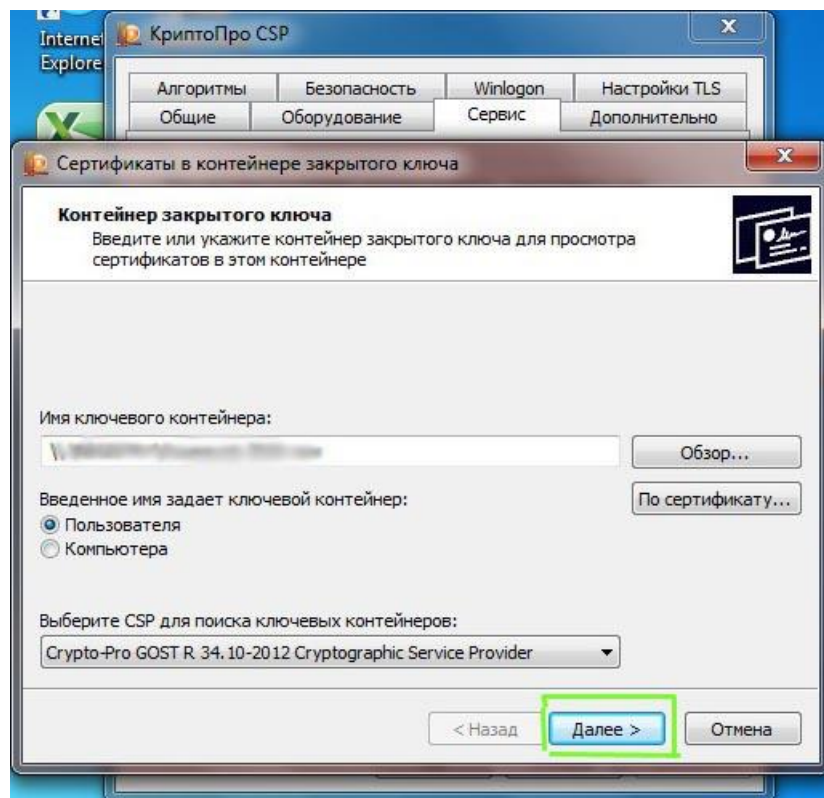 Internet
Explore
КриптоПро CSP
Алгоритмы
Безопасность
Winlogon
Настройки TLS
Общие
Оборудование
Сервис
Дополнительно
Сертификаты в контейнере закрытого ключа
Контейнер закрытого ключа
Введите или укажите контейнер закрытого ключа для просмотра
сертификатов в этом контейнере
Имя ключевого контейнера:
Обзор...
Введенное имя задает ключевой контейнер:
По сертификату...
Пользователя
Компьютера
Выберите CSP для поиска ключевых контейнеров:
Crypto-Pro GOST R 34.10-2012 Cryptographic Service Provider
< Назад
Далее >
Отмена